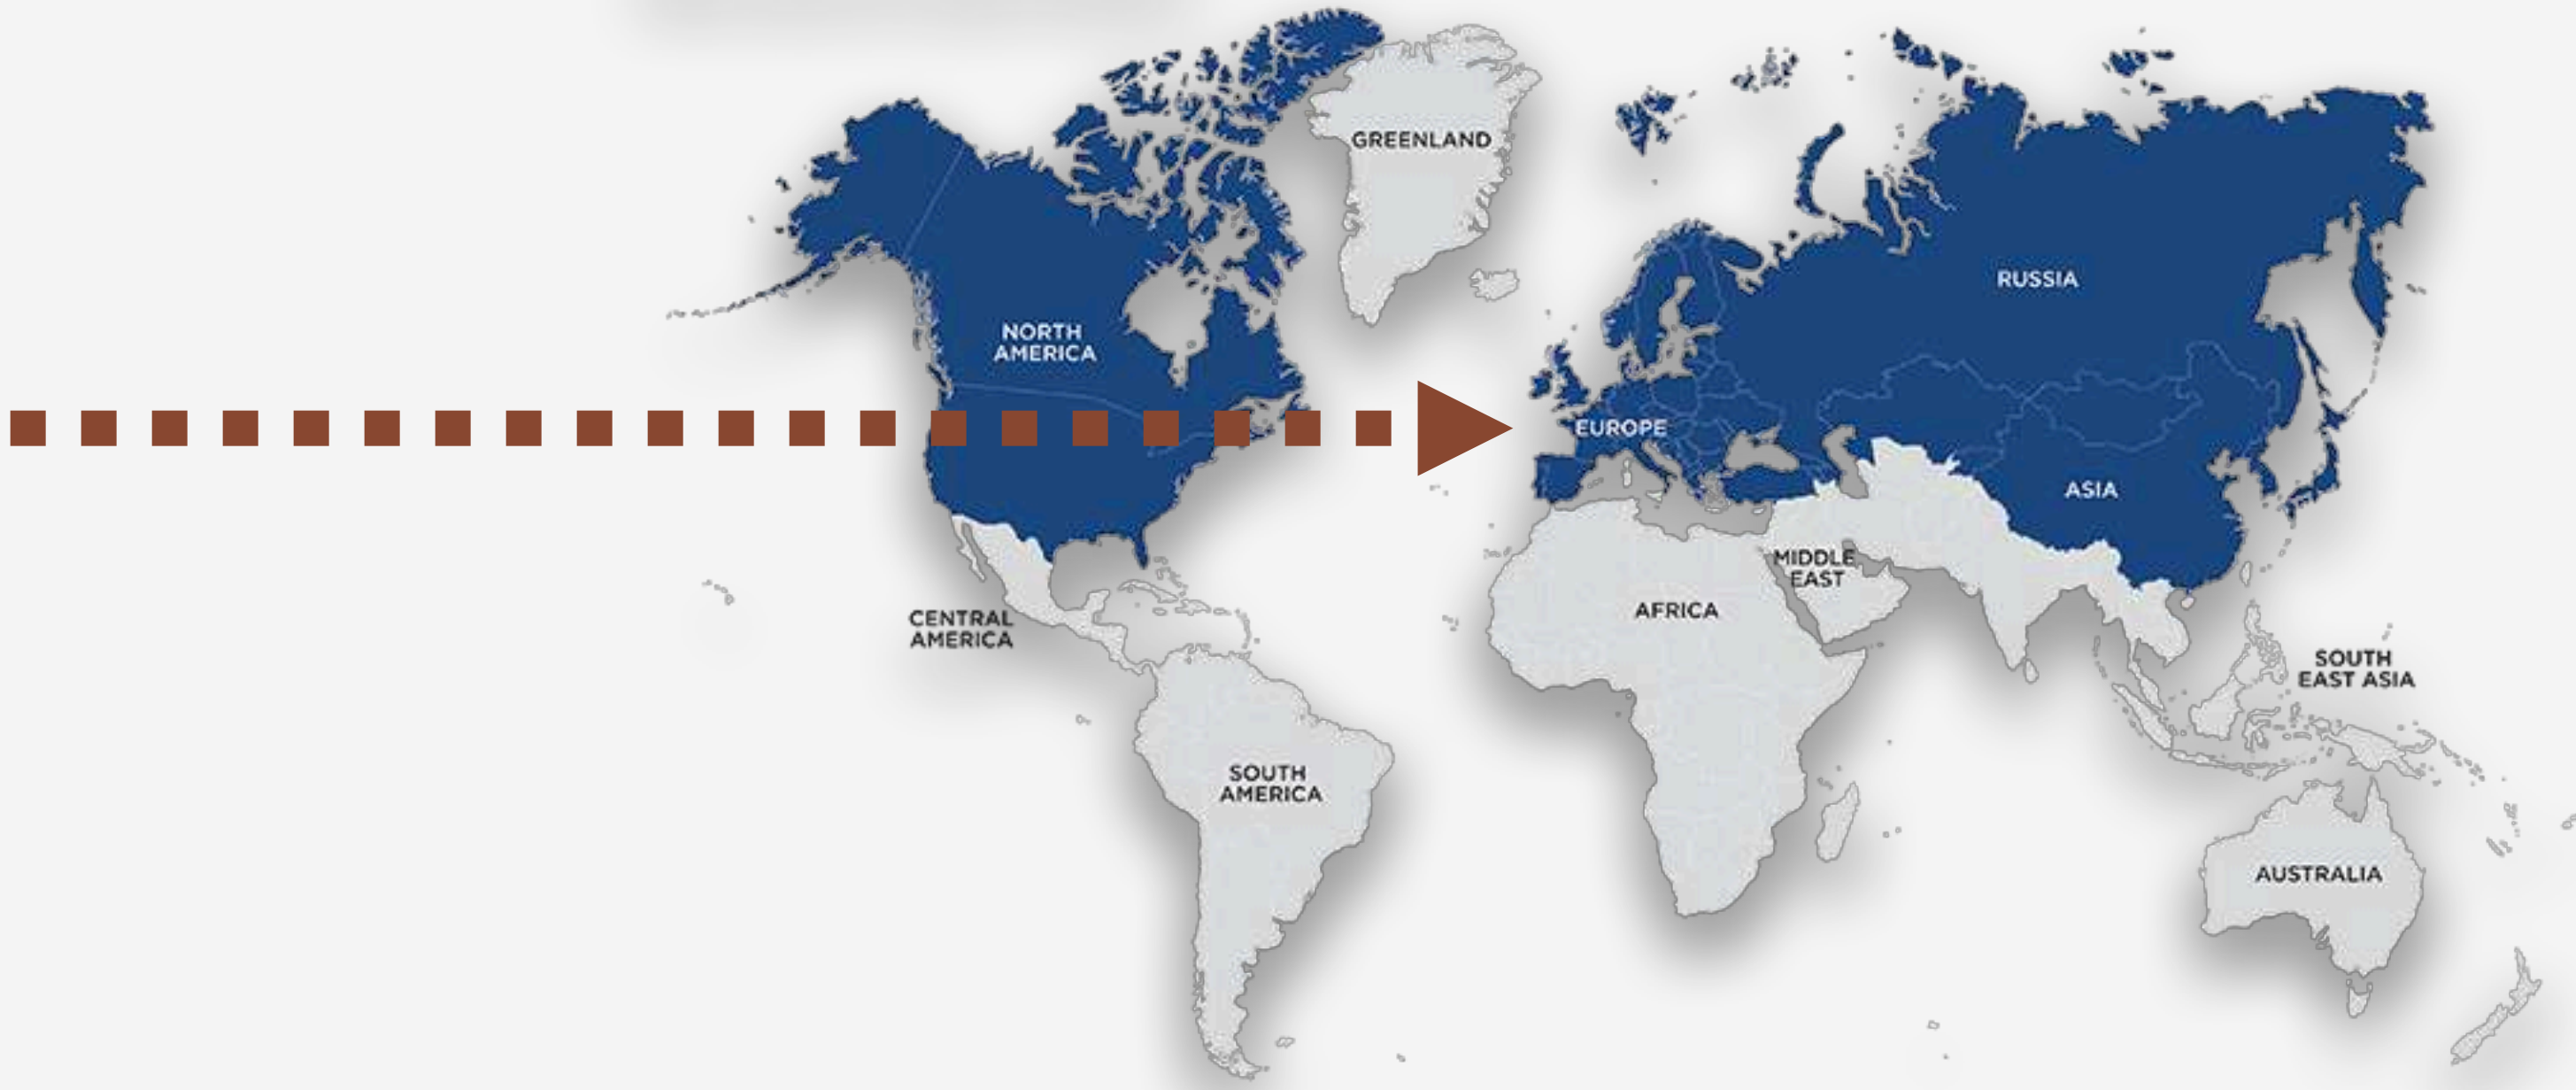 GREENLAND
RUSSIA
NORTH
AMERICA
EUROPE
ASIA
MIDDLE
EAST
AFRICA
CENTRAL
AMERICA
SOUTH
EAST ASIA
SOUTH
AMERICA
AUSTRALIA